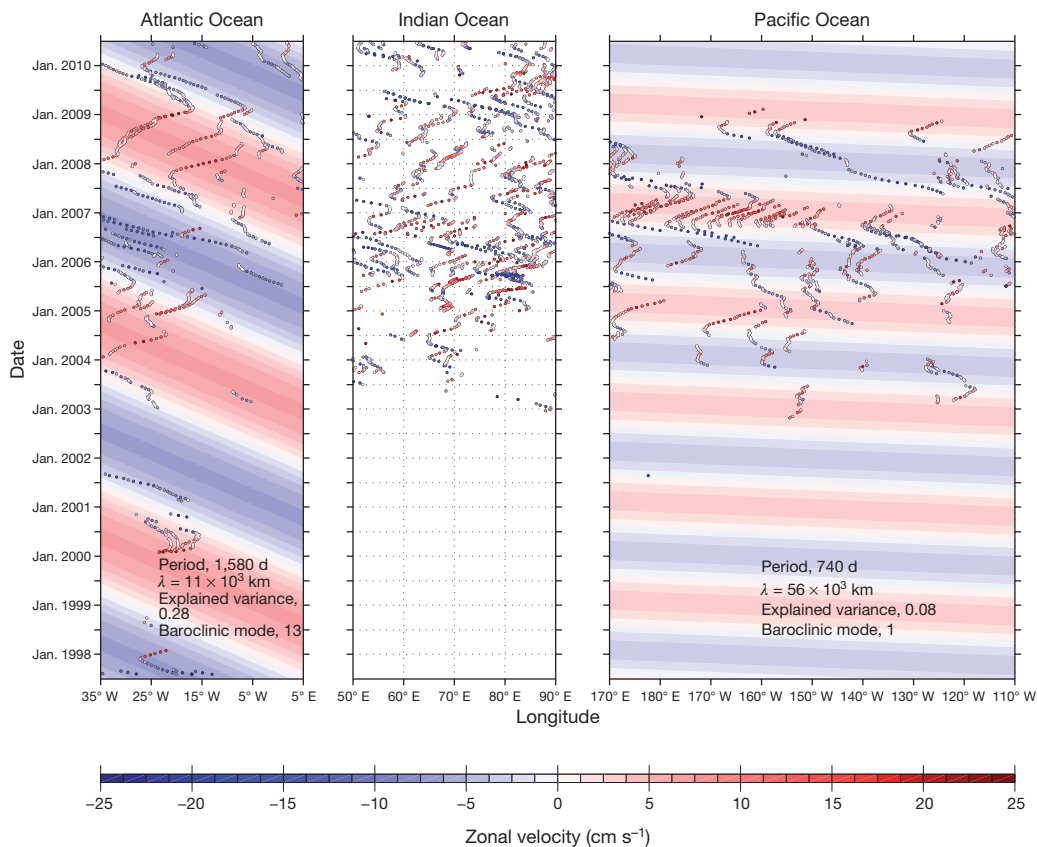 Atlantic Ocean
Indian Ocean
Pacific Ocean
Date
Jan. 2010
Jan. 2009
Jan. 2008
Jan. 2007
Jan. 2006
Jan. 2005
Jan. 2004
Jan. 2003
Jan. 2002
Jan. 2001
Jan. 2000
Jan. 1999
Jan. 1998
Period, 1,580 d
λ = 11 × 10³ km
Explained variance,
0.28
Baroclinic mode, 13
Period, 740 d
λ = 56 × 10³ km
Explained variance, 0.08
Baroclinic mode, 1
35 25 15 5 5° E
W W W W
50° E 60° E 70° E 80° E 90° E
170° E 180° E 170° W 160° W 150° W 140° W 130° W 120° W 110° W
Longitude
−25 −20 −15 −10 −5 0 5 10 15 20 25
Zonal velocity (cm s⁻¹)